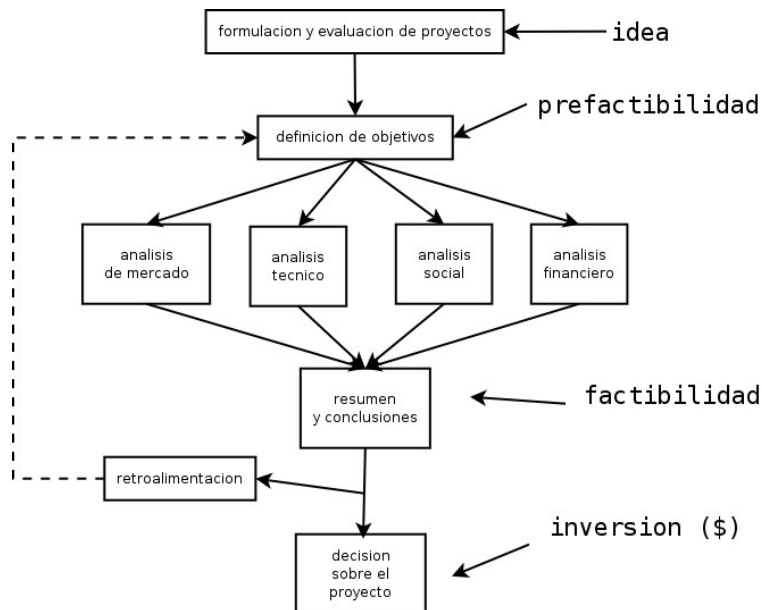 formulacion y evaluacion de proyectos
idea
prefactibilidad
definicion de objetivos
analisis
de mercado
analisis
tecnico
analisis
social
analisis
financiero
resumen
y conclusiones
factibilidad
retroalimentacion
inversion ($)
decision
sobre el
proyecto